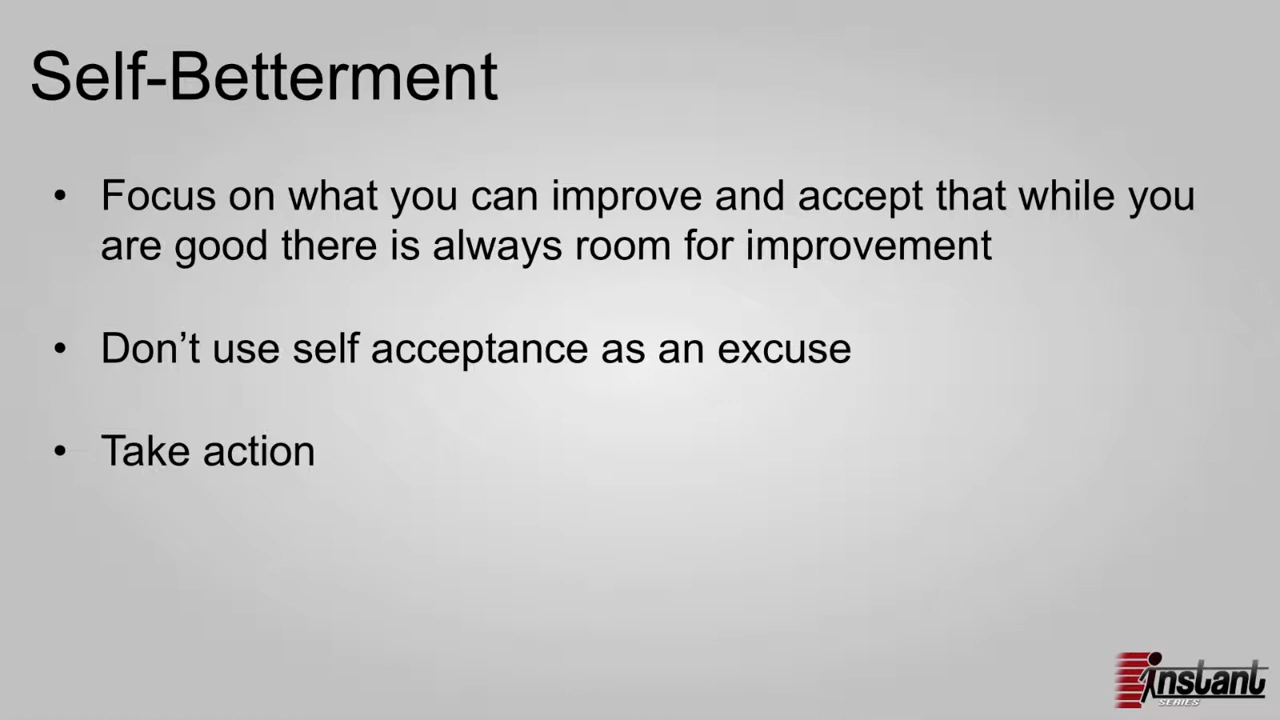 Self-Betterment
• Focus on what you can improve and accept that while you
are good there is always room for improvement
• Don’t use self acceptance as an excuse
• Take action
instant
SERIES